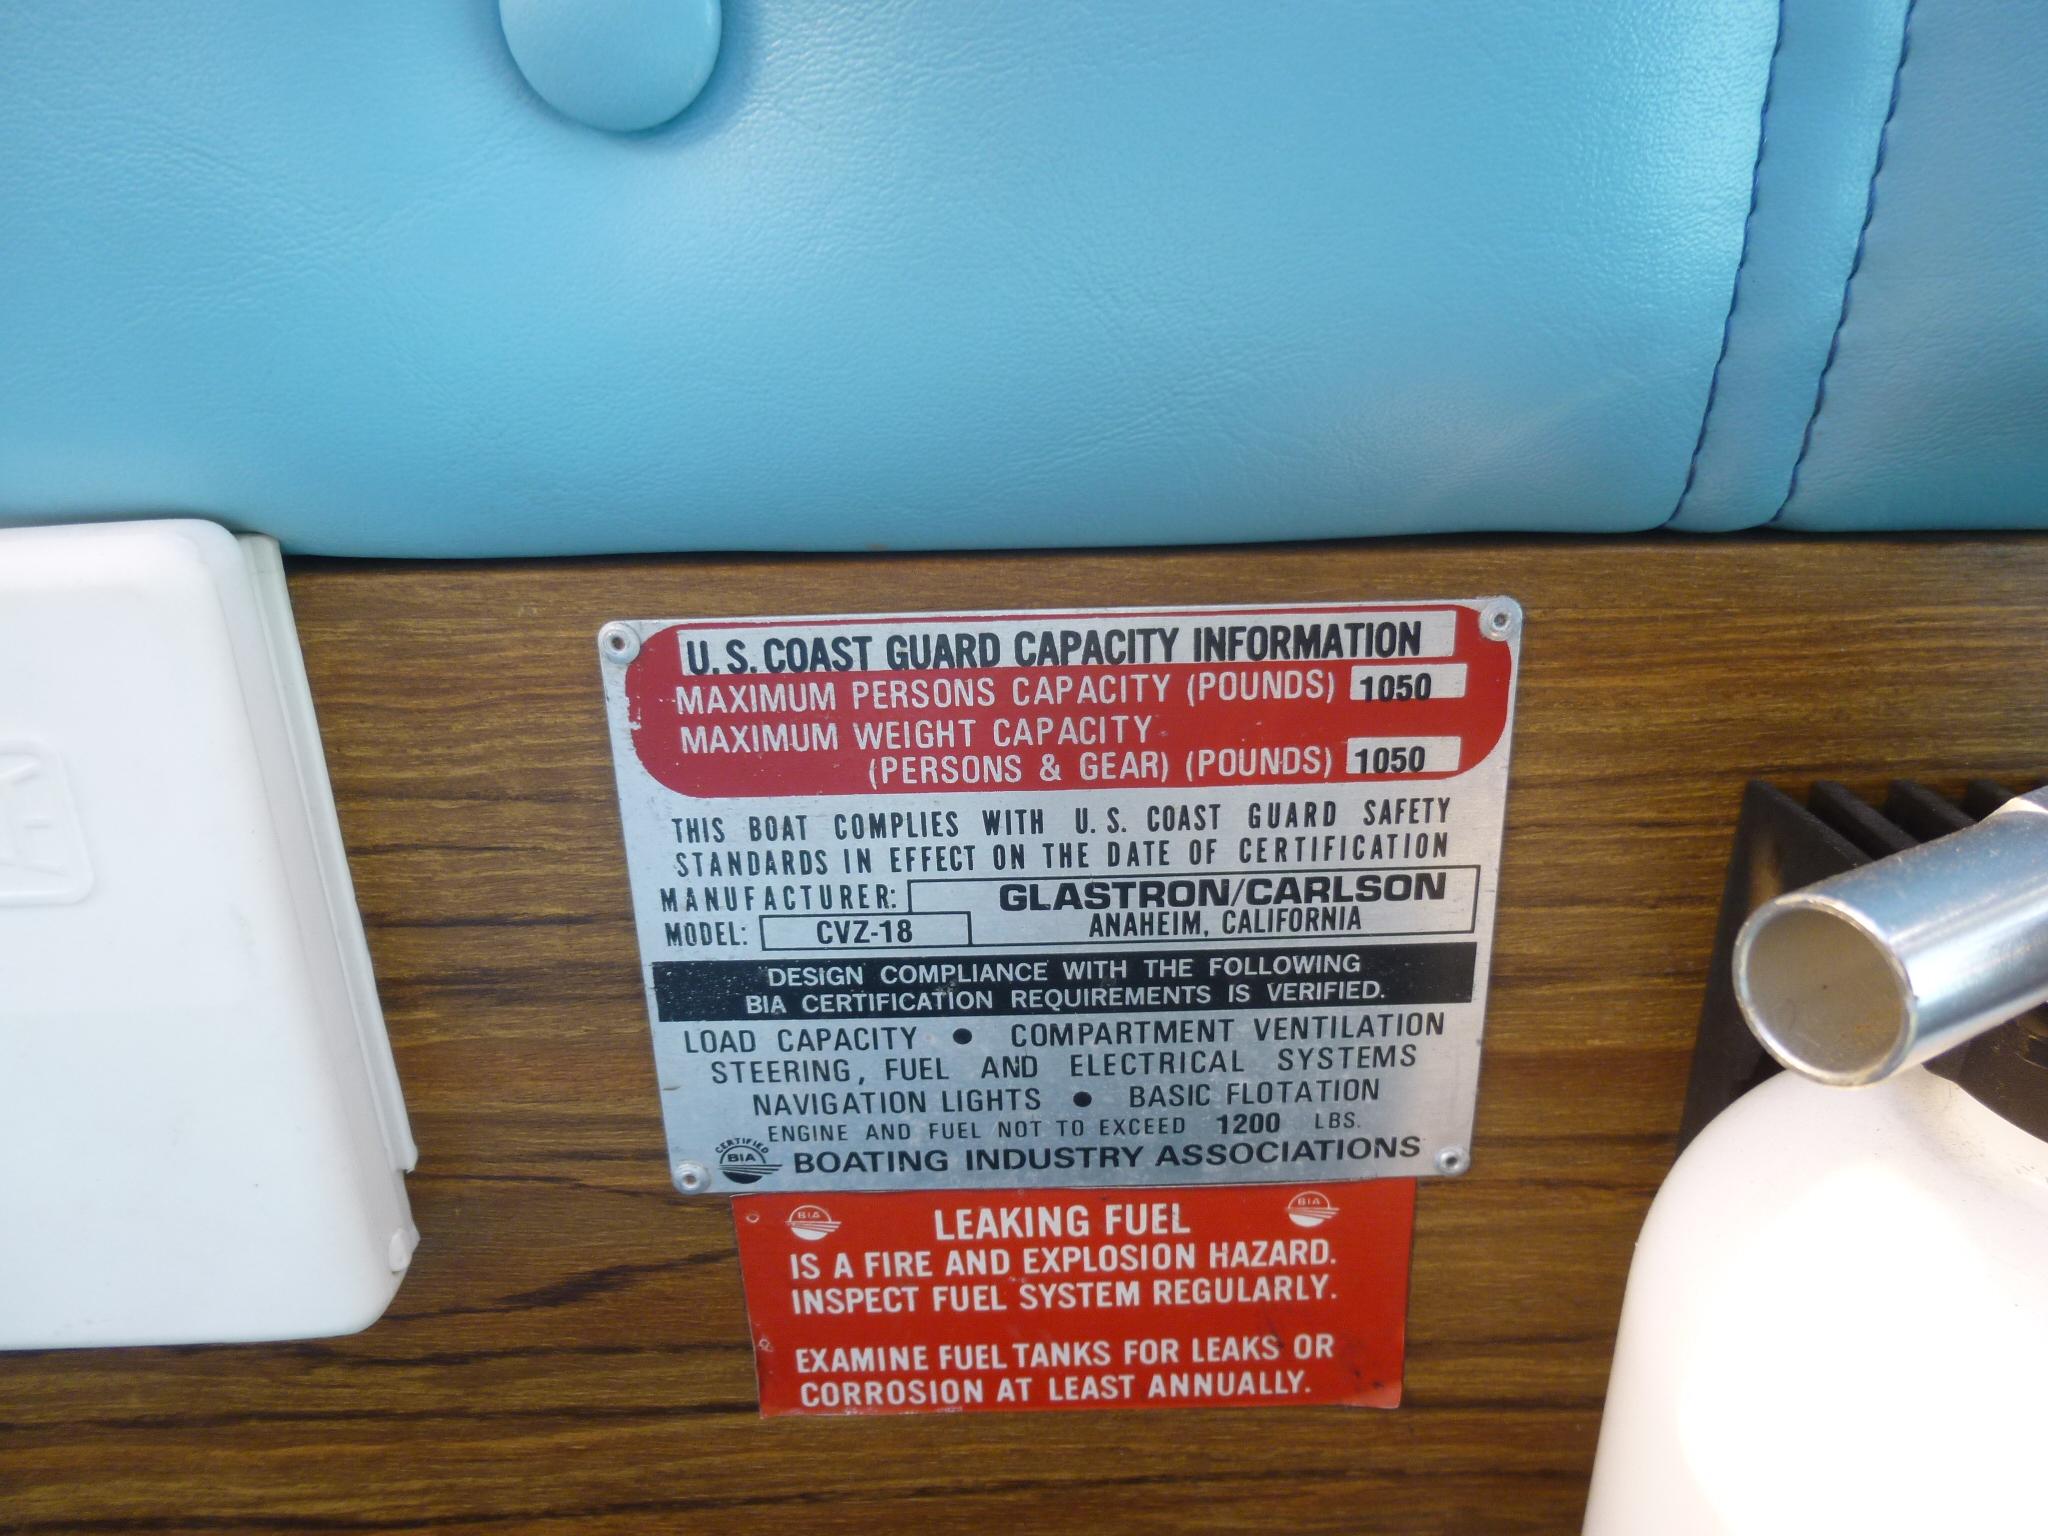 U. S. COAST GUARD CAPACITY INFORMATION
MAXIMUM PERSONS CAPACITY (POUNDS) 1050
MAXIMUM WEIGHT CAPACITY
(PERSONS & GEAR) (POUNDS) 1050
THIS BOAT COMPLIES WITH U. S. COAST GUARD SAFETY
STANDARDS IN EFFECT ON THE DATE OF CERTIFICATION
MANUFACTURER: GLASTRON/CARLSON
MODEL: CVZ-18 ANAHEIM, CALIFORNIA
DESIGN COMPLIANCE WITH THE FOLLOWING
BIA CERTIFICATION REQUIREMENTS IS VERIFIED.
LOAD CAPACITY ● COMPARTMENT VENTILATION
STEERING, FUEL AND ELECTRICAL SYSTEMS
NAVIGATION LIGHTS ● BASIC FLOTATION
ENGINE AND FUEL NOT TO EXCEED 1200 LBS.
CERTIFIED BIA BOATING INDUSTRY ASSOCIATIONS
BIA LEAKING FUEL BIA
IS A FIRE AND EXPLOSION HAZARD.
INSPECT FUEL SYSTEM REGULARLY.
EXAMINE FUEL TANKS FOR LEAKS OR
CORROSION AT LEAST ANNUALLY.